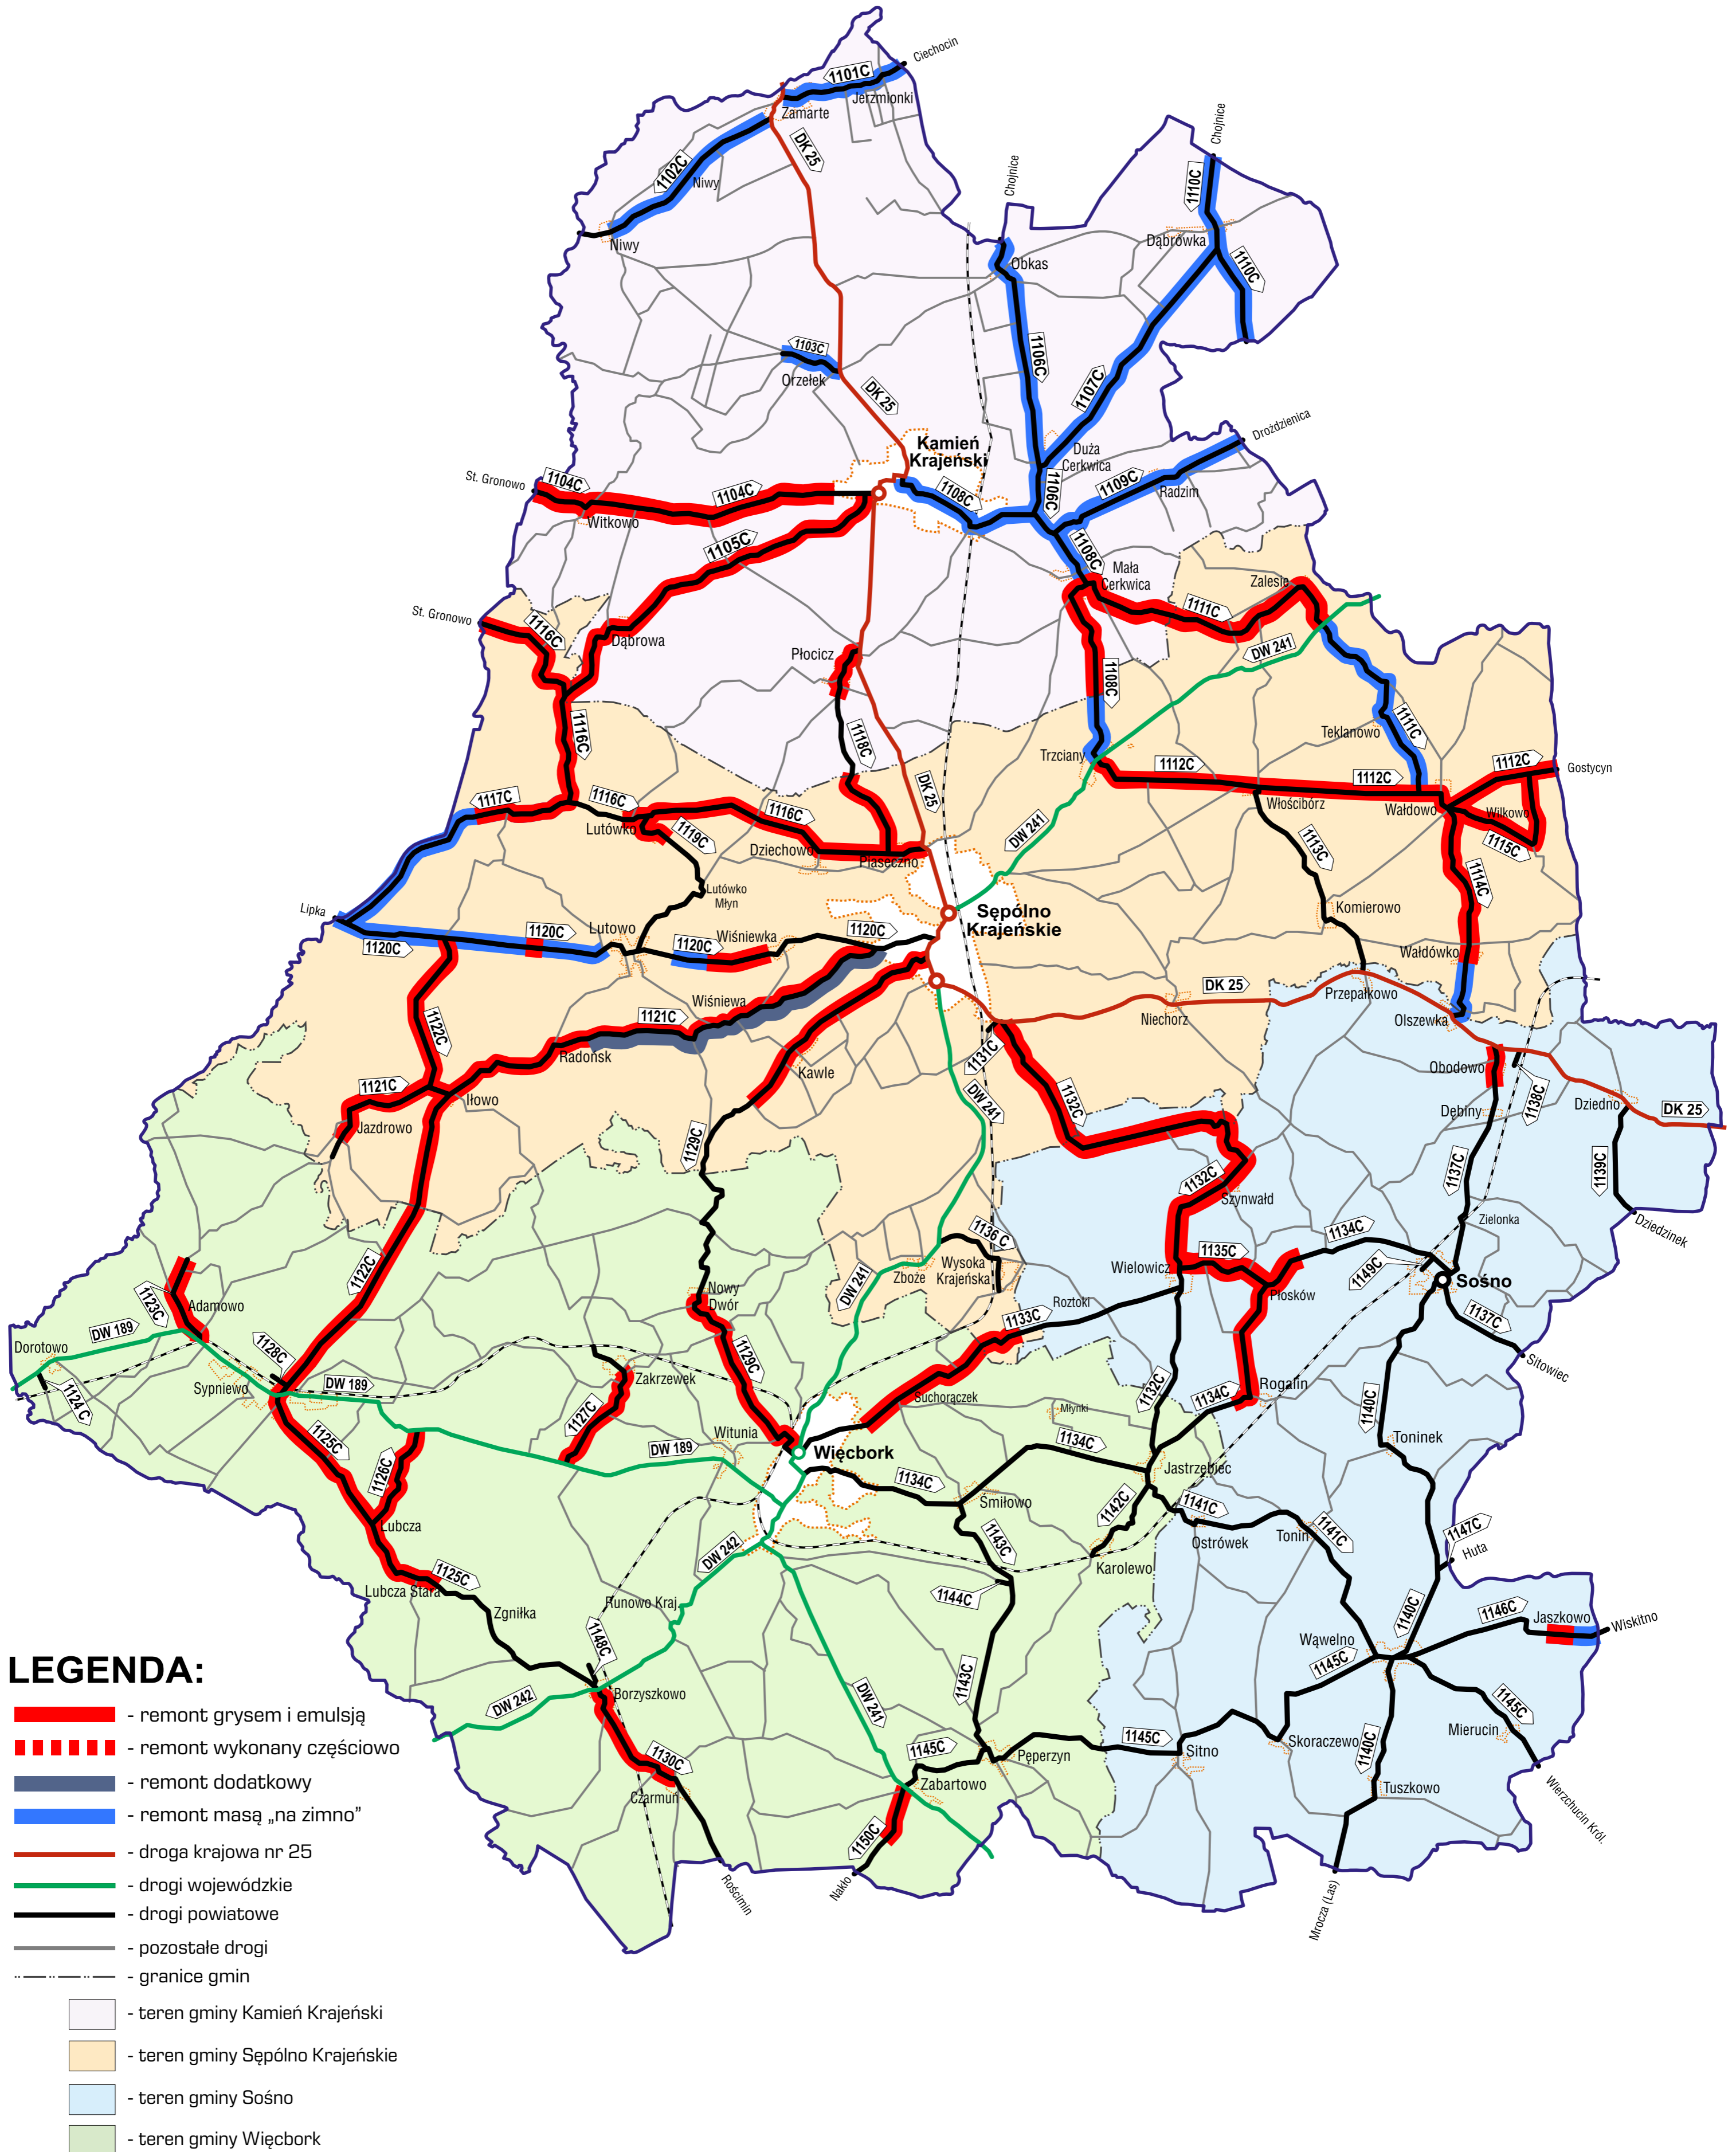 Ciechocin
1101C
Jerzmionki
Zamarte
DK 25
1102C
Niwy
Niwy
Chojnice
Chojnice
1110C
Dąbrówka
1110C
Obkas
1103C
Orzełek
DK 25
1106C
1107C
Kamień
Krajeński
Duża
Cerkwica
Drożdzienica
St. Gronowo
1104C
1104C
Witkowo
1108C
1106C
1109C
Radzim
1105C
1108C
Mała
Cerkwica
Zalesie
1111C
St. Gronowo
1116C
Dąbrowa
Płocicz
DW 241
1108C
1116C
1118C
Teklanowo
1111C
Trzciany
1112C
1112C
1112C
Gostycyn
DK 25
Włościbórz
Wałdowo
Wilkowo
1115C
1117C
1116C
1116C
Lutówko
1119C
Dziechowo
Piaseczno
DW 241
1113C
1114C
Lutówko
Młyn
Lipka
Komierowo
Sępólno
Krajeńskie
1120C
1120C
Lutowo
1120C
Wiśniewka
1120C
Wałdówko
DK 25
Przepałkowo
Niechorz
Olszewka
1122C
Wiśniewa
1121C
Radońsk
Kawle
1131C
1132C
DW 241
Obodowo
1138C
Dziedno
DK 25
Dębiny
1121C
Iłowo
Jazdrowo
1129C
1137C
1139C
1132C
Szynwałd
Zielonka
Dziedzinek
1136 C
1134C
1135C
Wielowicz
1149C
Sośno
Zboże
Wysoka
Krajeńska
DW 241
1122C
1123C
Adamowo
Nowy
Dwór
Roztoki
1133C
Płosków
1137C
Sitowiec
Dorotowo
DW 189
1128C
Sypniewo
DW 189
1124 C
Zakrzewek
1129C
1127C
Suchorączek
1132C
1134C
Rogalin
1140C
Młynki
1125C
1126C
Witunia
DW 189
Więcbork
1134C
1134C
Toninek
Jastrzębiec
Śmiłowo
1142C
1141C
Lubcza
Ostrówek
Tonin
1141C
1147C
Huta
DW 242
1143C
Karolewo
1125C
Lubcza Stara
1144C
Zgniłka
Runowo Kraj.
1140C
1146C
Jaszkowo
Wiskitno
1148C
Wąwelno
1145C
1143C
Borzyszkowo
DW 242
DW 241
1145C
Mierucin
1145C
Skoraczewo
1140C
Sitno
Pęperzyn
1130C
Czarmuń
1145C
Zabartowo
Tuszkowo
Wierzchucin Król.
1150C
Nakło
Rościmin
Mrocza (Las)
LEGENDA:
- remont grysem i emulsją
- remont wykonany częściowo
- remont dodatkowy
- remont masą „na zimno”
- droga krajowa nr 25
- drogi wojewódzkie
- drogi powiatowe
- pozostałe drogi
- granice gmin
- teren gminy Kamień Krajeński
- teren gminy Sępólno Krajeńskie
- teren gminy Sośno
- teren gminy Więcbork